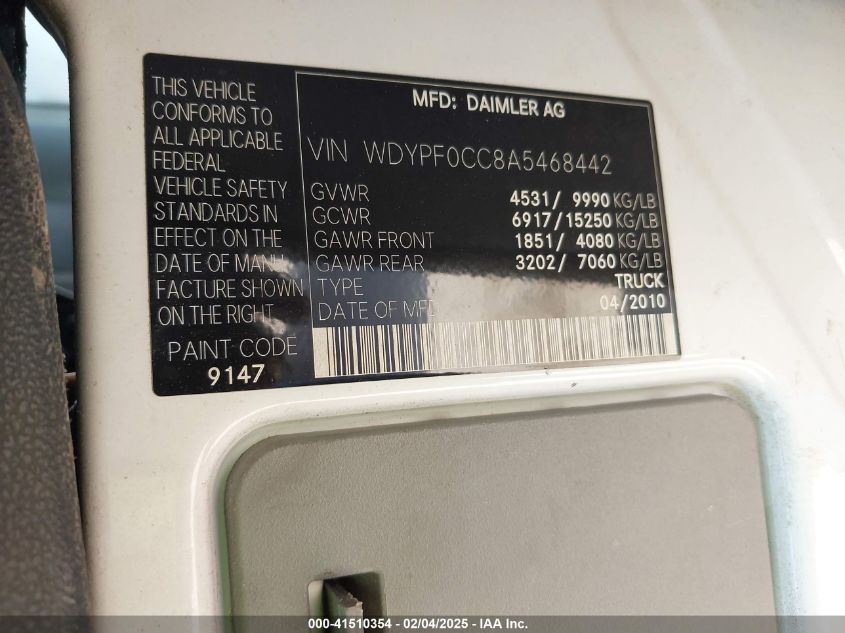 THIS VEHICLE
CONFORMS TO
ALL APPLICABLE
FEDERAL
VEHICLE SAFETY
STANDARDS IN
EFFECT ON THE
DATE OF MANU
FACTURE SHOWN
ON THE RIGHT
PAINT CODE
9147
MFD: DAIMLER AG
VIN WDYPF0CC8A5468442
GVWR 4531/ 9990 KG/LB
GCWR 6917/15250 KG/LB
GAWR FRONT 1851/ 4080 KG/LB
GAWR REAR 3202/ 7060 KG/LB
TYPE TRUCK
DATE OF MFD 04/2010
000-41510354 - 02/04/2025 - IAA Inc.